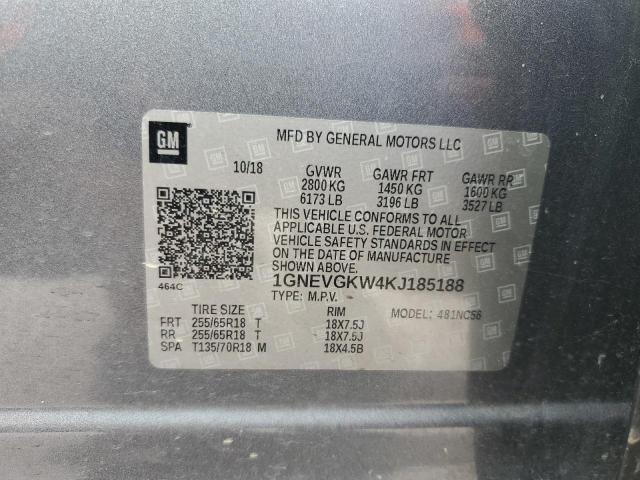 GM
MFD BY GENERAL MOTORS LLC
10/18 GVWR GAWR FRT GAWR RR
2800 KG 1450 KG 1600 KG
6173 LB 3196 LB 3527 LB
THIS VEHICLE CONFORMS TO ALL
APPLICABLE U.S. FEDERAL MOTOR
VEHICLE SAFETY STANDARDS IN EFFECT
ON THE DATE OF MANUFACTURE
SHOWN ABOVE.
464C 1GNEVGKW4KJ185188
TYPE: M.P.V.
TIRE SIZE RIM MODEL: 481NC56
FRT 255/65R18 T 18X7.5J
RR 255/65R18 T 18X7.5J
SPA T135/70R18 M 18X4.5B